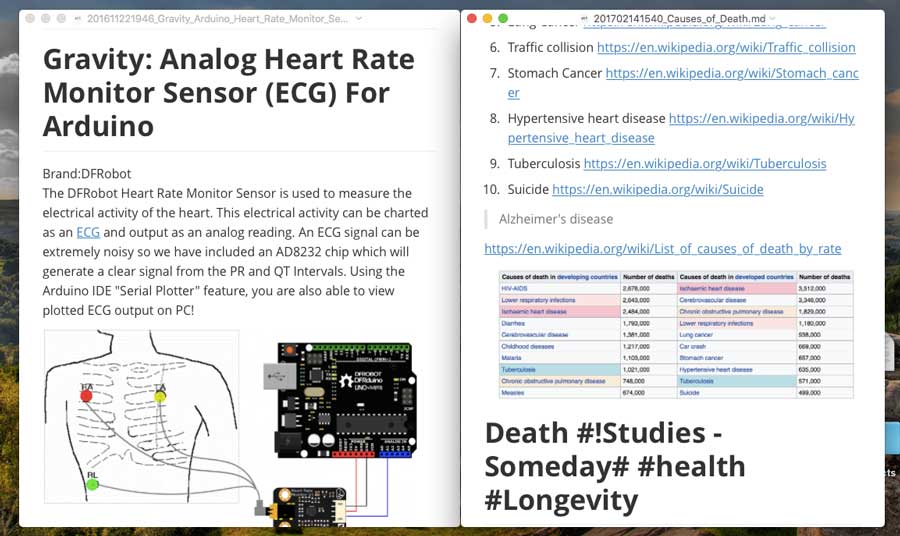 201611221946_Gravity_Arduino_Heart_Rate_Monitor_Se...
Gravity: Analog Heart Rate
Monitor Sensor (ECG) For
Arduino
Brand:DFRobot
The DFRobot Heart Rate Monitor Sensor is used to measure the
electrical activity of the heart. This electrical activity can be charted
as an ECG and output as an analog reading. An ECG signal can be
extremely noisy so we have included an AD8232 chip which will
generate a clear signal from the PR and QT Intervals. Using the
Arduino IDE "Serial Plotter" feature, you are also able to view
plotted ECG output on PC!
RA
LA
RL
DIGITAL (PWM~)
DFROBOT
DFRduino
UNO
POWER
ANALOG IN
Heart Rate
201702141540_Causes_of_Death.md
6. Traffic collision https://en.wikipedia.org/wiki/Traffic_collision
7. Stomach Cancer https://en.wikipedia.org/wiki/Stomach_canc
er
8. Hypertensive heart disease https://en.wikipedia.org/wiki/Hy
pertensive_heart_disease
9. Tuberculosis https://en.wikipedia.org/wiki/Tuberculosis
10. Suicide https://en.wikipedia.org/wiki/Suicide
Alzheimer's disease
https://en.wikipedia.org/wiki/List_of_causes_of_death_by_rate
Causes of death in developing countries Number of deaths Causes of death in developed countries Number of deaths
HIV-AIDS 2,678,000 Ischaemic heart disease 3,512,000
Lower respiratory infections 2,643,000 Cerebrovascular disease 3,346,000
Ischaemic heart disease 2,484,000 Chronic obstructive pulmonary disease 1,829,000
Diarrhea 1,793,000 Lower respiratory infections 1,180,000
Cerebrovascular disease 1,381,000 Lung cancer 938,000
Childhood diseases 1,217,000 Car crash 669,000
Malaria 1,103,000 Stomach cancer 657,000
Tuberculosis 1,021,000 Hypertensive heart disease 635,000
Chronic obstructive pulmonary disease 748,000 Tuberculosis 571,000
Measles 674,000 Suicide 499,000
Death #!Studies -
Someday# #health
#Longevity